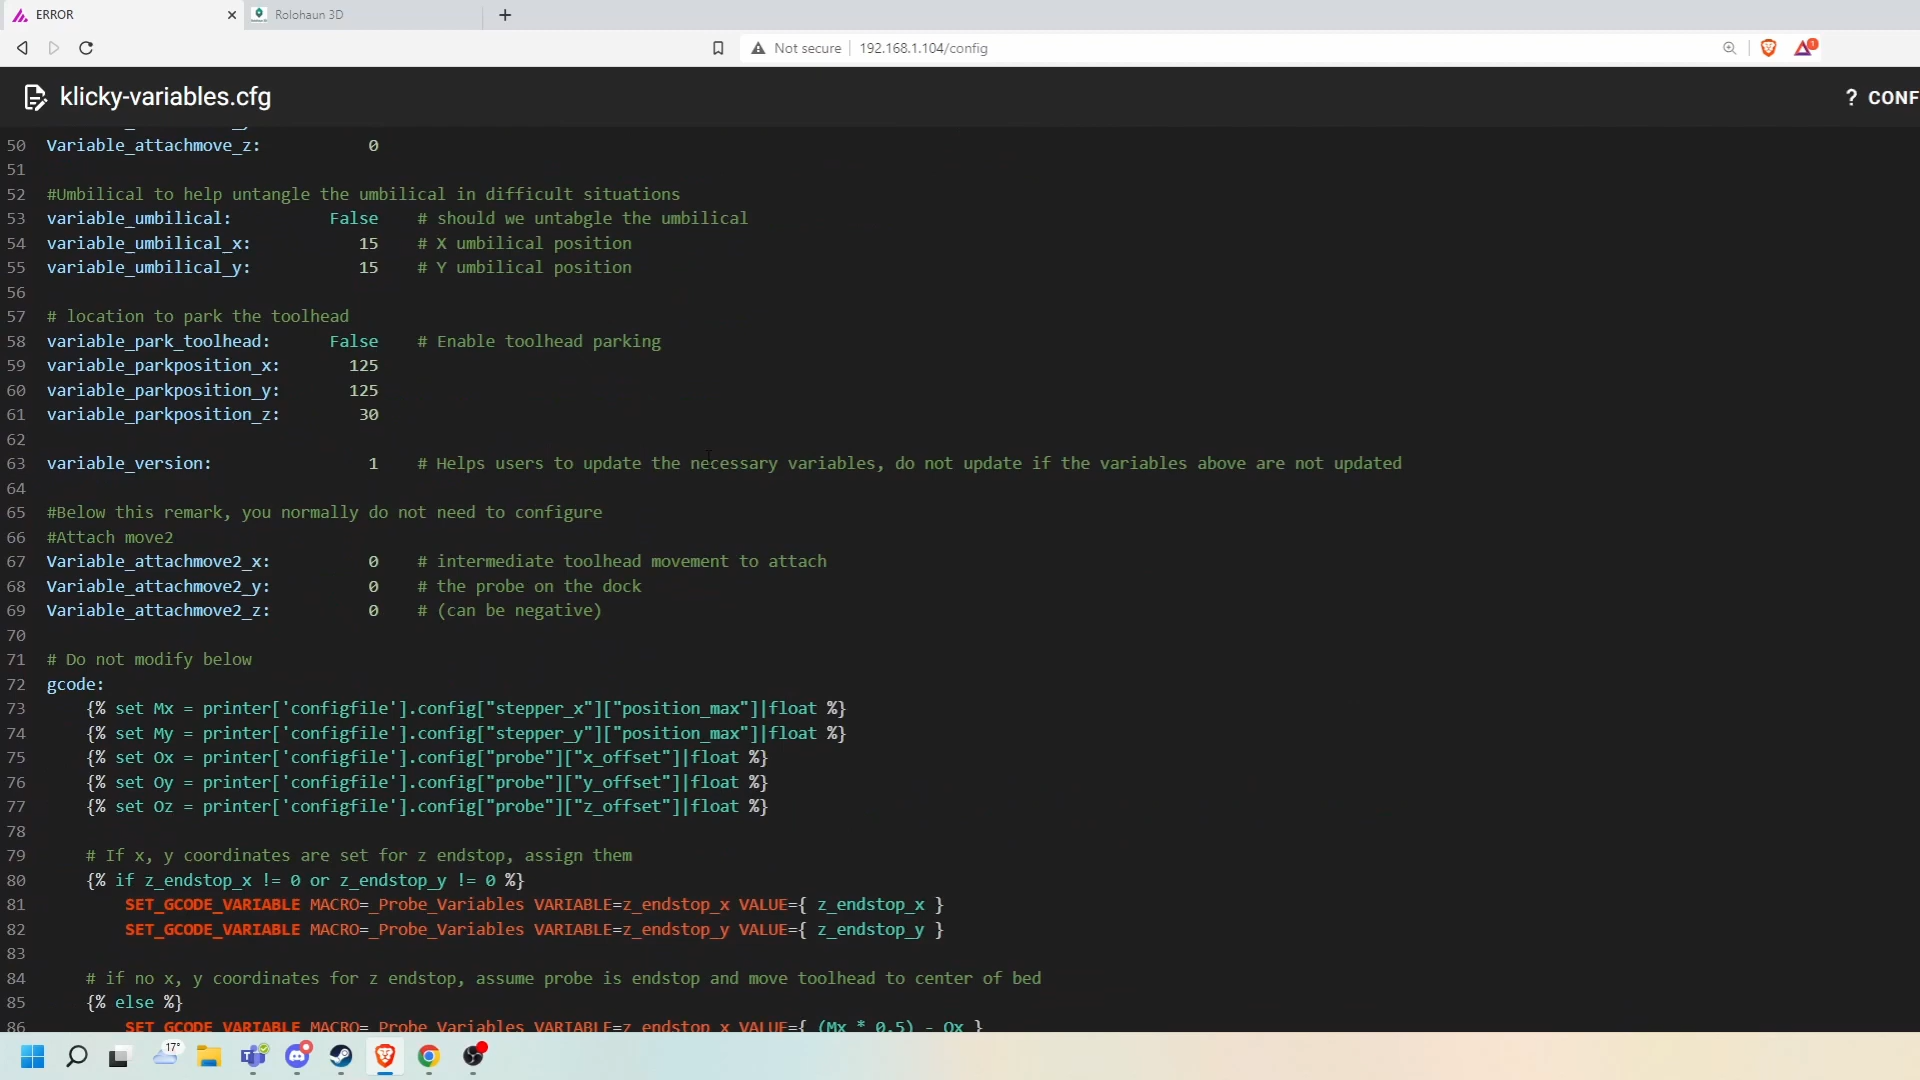 ERROR
Rolohaun 3D
Not secure 192.168.1.104/config
1
klicky-variables.cfg
? CONF
50 Variable_attachmove_z: 0
51
52 #Umbilical to help untangle the umbilical in difficult situations
53 variable_umbilical: False # should we untabgle the umbilical
54 variable_umbilical_x: 15 # X umbilical position
55 variable_umbilical_y: 15 # Y umbilical position
56
57 # location to park the toolhead
58 variable_park_toolhead: False # Enable toolhead parking
59 variable_parkposition_x: 125
60 variable_parkposition_y: 125
61 variable_parkposition_z: 30
62
63 variable_version: 1 # Helps users to update the necessary variables, do not update if the variables above are not updated
64
65 #Below this remark, you normally do not need to configure
66 #Attach move2
67 Variable_attachmove2_x: 0 # intermediate toolhead movement to attach
68 Variable_attachmove2_y: 0 # the probe on the dock
69 Variable_attachmove2_z: 0 # (can be negative)
70
71 # Do not modify below
72 gcode:
73 {% set Mx = printer['configfile'].config["stepper_x"]["position_max"]|float %}
74 {% set My = printer['configfile'].config["stepper_y"]["position_max"]|float %}
75 {% set Ox = printer['configfile'].config["probe"]["x_offset"]|float %}
76 {% set Oy = printer['configfile'].config["probe"]["y_offset"]|float %}
77 {% set Oz = printer['configfile'].config["probe"]["z_offset"]|float %}
78
79 # If x, y coordinates are set for z endstop, assign them
80 {% if z_endstop_x != 0 or z_endstop_y != 0 %}
81 SET_GCODE_VARIABLE MACRO=_Probe_Variables VARIABLE=z_endstop_x VALUE={ z_endstop_x }
82 SET_GCODE_VARIABLE MACRO=_Probe_Variables VARIABLE=z_endstop_y VALUE={ z_endstop_y }
83
84 # if no x, y coordinates for z endstop, assume probe is endstop and move toolhead to center of bed
85 {% else %}
86 SET_GCODE_VARIABLE MACRO=_Probe_Variables VARIABLE=z_endstop_x VALUE={ (Mx * 0.5) - Ox }
17°